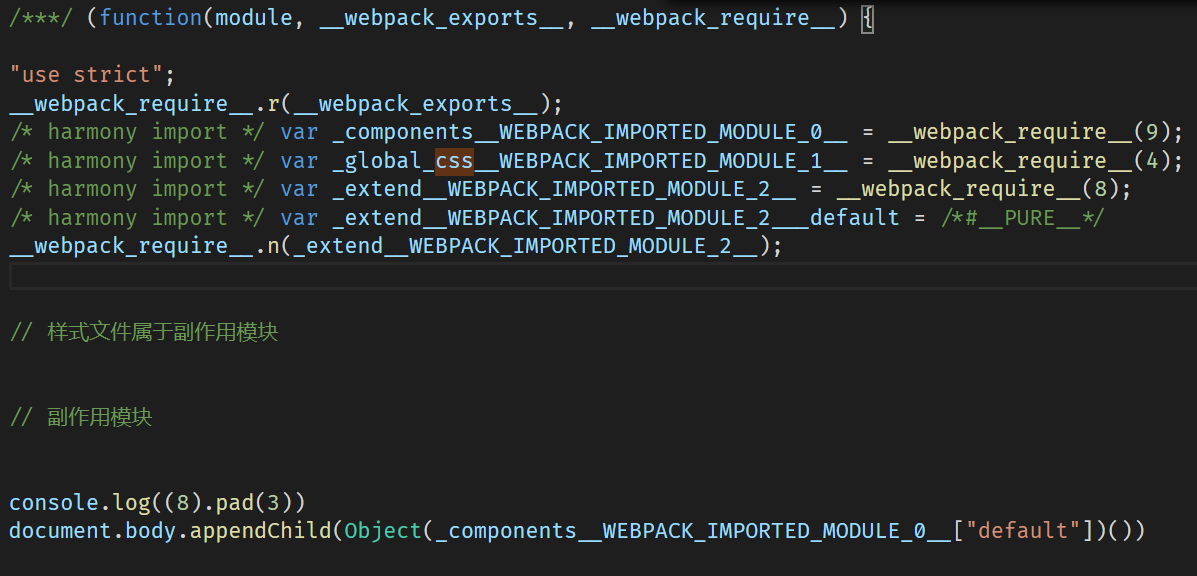 /***/ (function(module, __webpack_exports__, __webpack_require__) {
"use strict";
__webpack_require__.r(__webpack_exports__);
/* harmony import */ var _components__WEBPACK_IMPORTED_MODULE_0__ = __webpack_require__(9);
/* harmony import */ var _global_css__WEBPACK_IMPORTED_MODULE_1__ = __webpack_require__(4);
/* harmony import */ var _extend__WEBPACK_IMPORTED_MODULE_2__ = __webpack_require__(8);
/* harmony import */ var _extend__WEBPACK_IMPORTED_MODULE_2___default = /*#__PURE__*/
__webpack_require__.n(_extend__WEBPACK_IMPORTED_MODULE_2__);
// 样式文件属于副作用模块
// 副作用模块
console.log((8).pad(3))
document.body.appendChild(Object(_components__WEBPACK_IMPORTED_MODULE_0__["default"])())